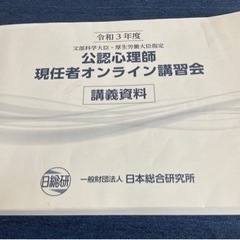 令和3年度
文部科学大臣・厚生労働大臣指定
公認心理師
現任者オンライン講習会
講義資料
日総研
一般財団法人 日本総合研究所